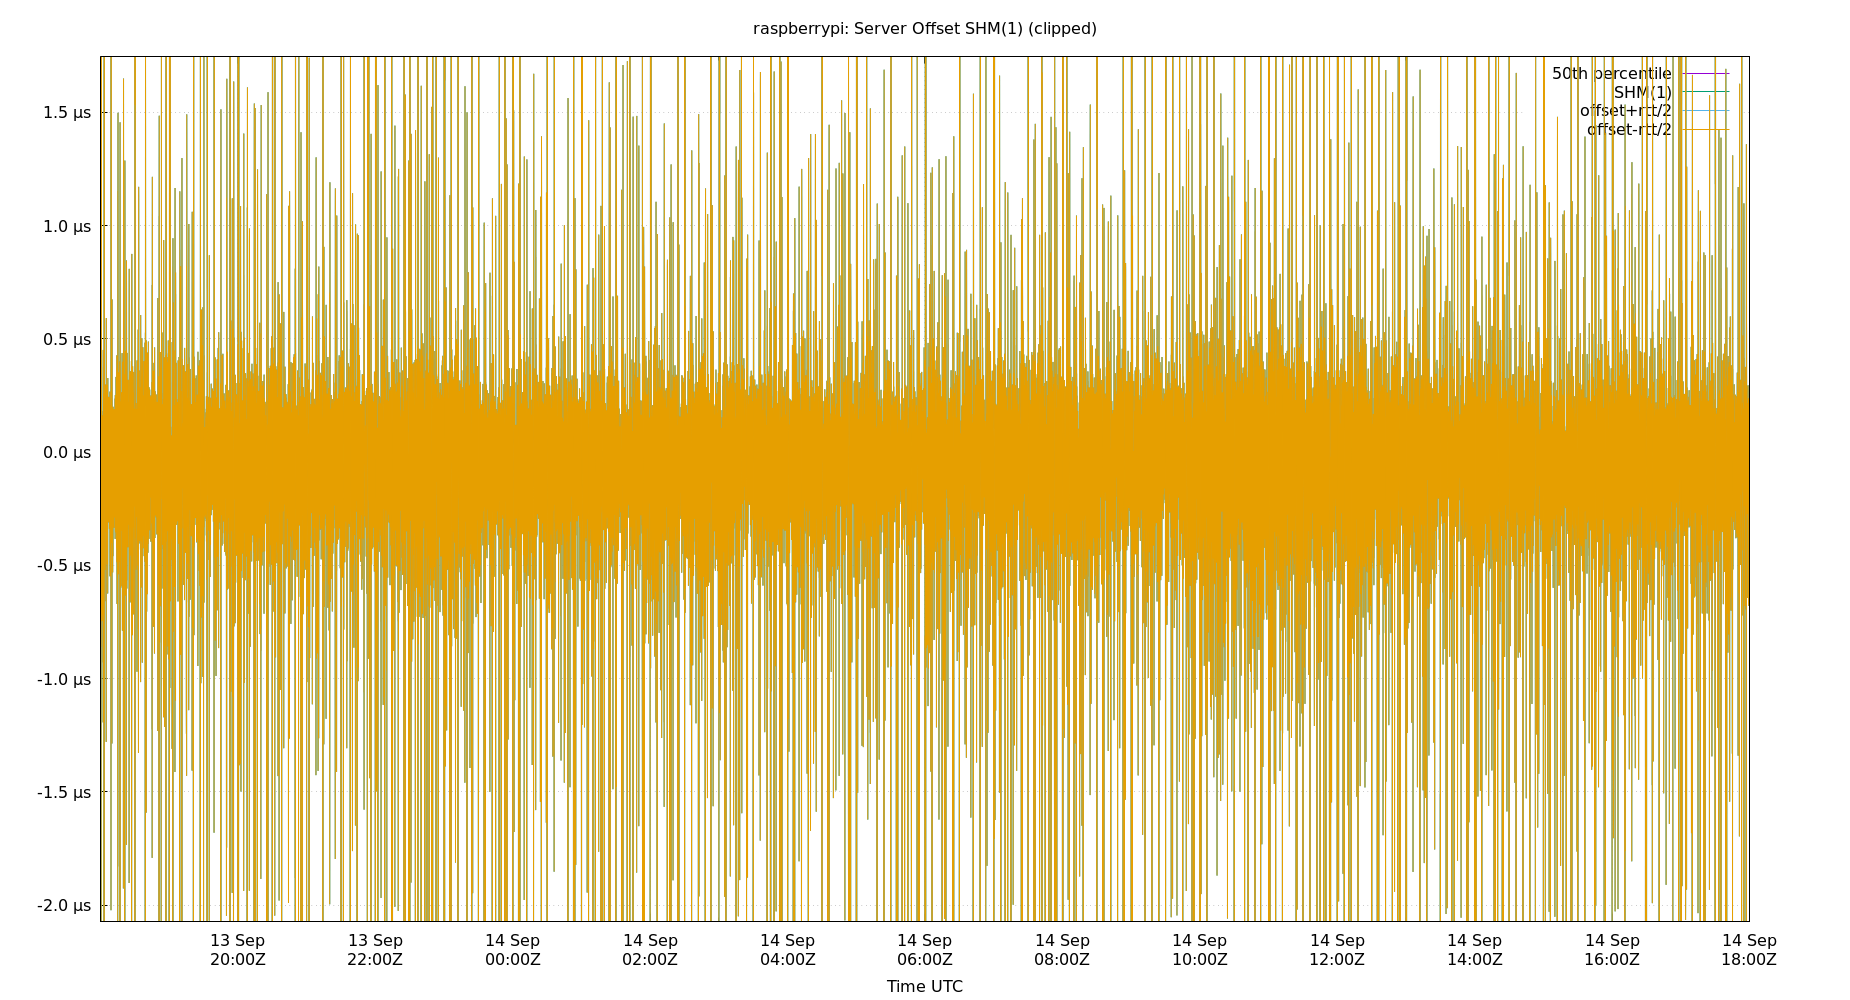 raspberrypi: Server Offset SHM(1) (clipped)
50th percentile
SHM(1)
offset+rtt/2
offset-rtt/2
1.5 µs
1.0 µs
0.5 µs
0.0 µs
-0.5 µs
-1.0 µs
-1.5 µs
-2.0 µs
13 Sep 13 Sep 14 Sep 14 Sep 14 Sep 14 Sep 14 Sep 14 Sep 14 Sep 14 Sep 14 Sep 14 Sep
20:00Z 22:00Z 00:00Z 02:00Z 04:00Z 06:00Z 08:00Z 10:00Z 12:00Z 14:00Z 16:00Z 18:00Z
Time UTC